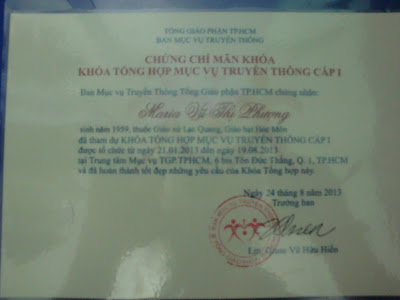 TỔNG GIÁO PHẬN TP.HCM
BAN MỤC VỤ TRUYỀN THÔNG
CHỨNG CHỈ MÃN KHÓA
KHÓA TỔNG HỢP MỤC VỤ TRUYỀN THÔNG CẤP I
Ban Mục vụ Truyền Thông Tổng Giáo phận TP.HCM chứng nhận:
Maria Vũ Thị Phượng
sinh năm 1959, thuộc Giáo xứ Lạc Quang, Giáo hạt Hóc Môn
đã tham dự KHÓA TỔNG HỢP MỤC VỤ TRUYỀN THÔNG CẤP I
được tổ chức từ ngày 21.01.2013 đến ngày 19.08.2013
tại Trung tâm Mục vụ TGP.TPHCM, 6 bis Tôn Đức Thắng, Q. 1, TP.HCM
và đã hoàn thành tốt đẹp những yêu cầu của Khóa Tổng hợp này.
Ngày 24 tháng 8 năm 2013
Trưởng ban
Lm. Gioan Vũ Hữu Hiền